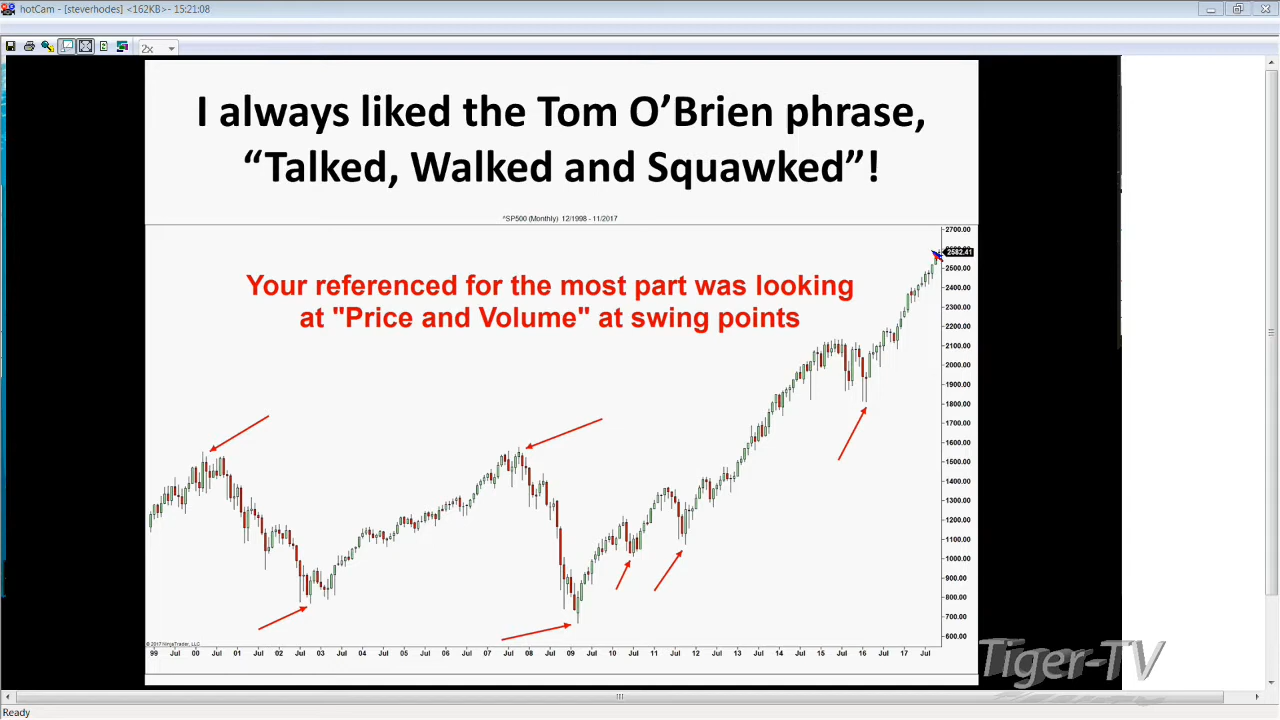 hotCam - [steverhodes] <162KB>- 15:21:08
2x
I always liked the Tom O’Brien phrase,
“Talked, Walked and Squawked”!
^SP500 (Monthly) 12/1998 - 11/2017
Your referenced for the most part was looking
at "Price and Volume" at swing points
2700.00
2582.41
2500.00
2400.00
2300.00
2200.00
2100.00
2000.00
1900.00
1800.00
1700.00
1600.00
1500.00
1400.00
1300.00
1200.00
1100.00
1000.00
900.00
800.00
700.00
600.00
© 2017 NinjaTrader, LLC
99 Jul 00 Jul 01 Jul 02 Jul 03 Jul 04 Jul 05 Jul 06 Jul 07 Jul 08 Jul 09 Jul 10 Jul 11 Jul 12 Jul 13 Jul 14 Jul 15 Jul 16 Jul 17 Jul
Tiger-TV
Ready